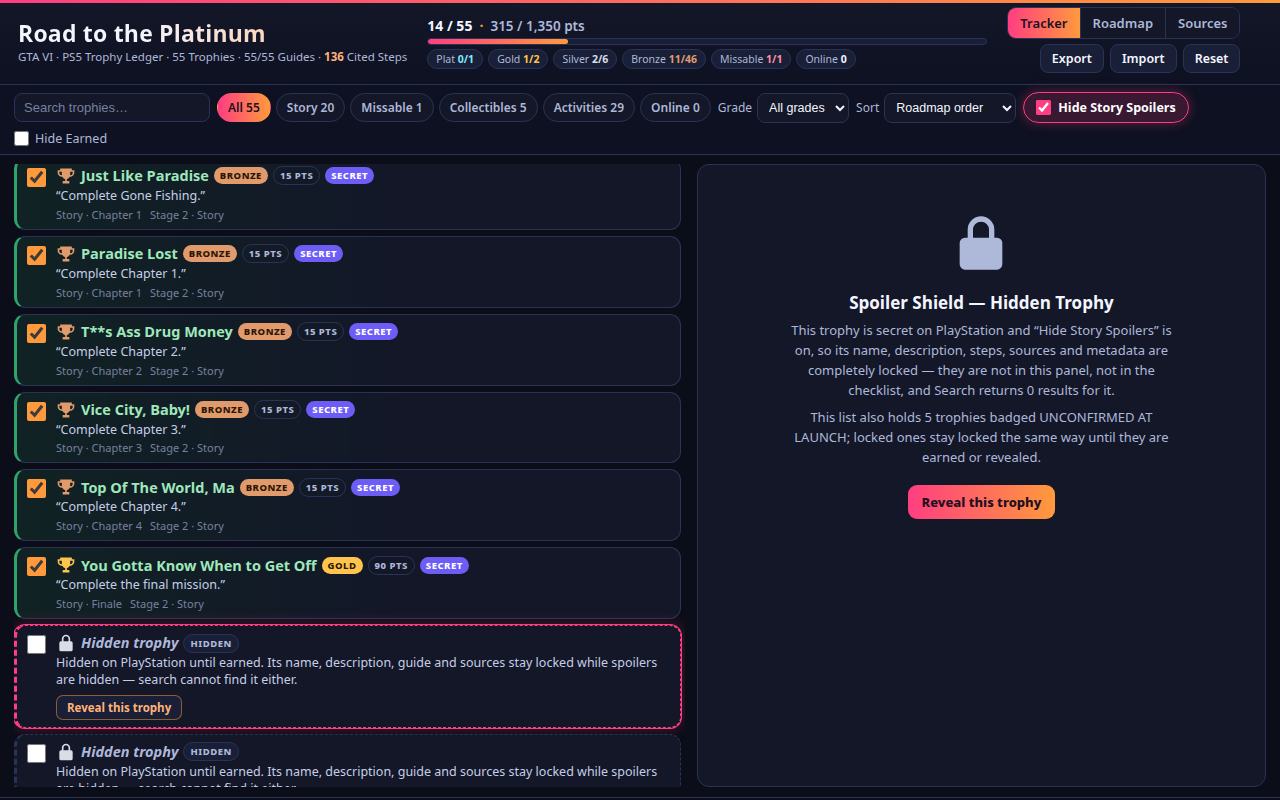 Road to the Platinum
GTA VI · PS5 Trophy Ledger · 55 Trophies · 55/55 Guides · 136 Cited Steps
14 / 55 · 315 / 1,350 pts
Plat 0/1 Gold 1/2 Silver 2/6 Bronze 11/46 Missable 1/1 Online 0
Tracker Roadmap Sources
Export Import Reset
Search trophies… All 55 Story 20 Missable 1 Collectibles 5 Activities 29 Online 0 Grade All grades Sort Roadmap order Hide Story Spoilers
Hide Earned
Just Like Paradise BRONZE 15 PTS SECRET
“Complete Gone Fishing.”
Story · Chapter 1 Stage 2 · Story
Paradise Lost BRONZE 15 PTS SECRET
“Complete Chapter 1.”
Story · Chapter 1 Stage 2 · Story
T**s Ass Drug Money BRONZE 15 PTS SECRET
“Complete Chapter 2.”
Story · Chapter 2 Stage 2 · Story
Vice City, Baby! BRONZE 15 PTS SECRET
“Complete Chapter 3.”
Story · Chapter 3 Stage 2 · Story
Top Of The World, Ma BRONZE 15 PTS SECRET
“Complete Chapter 4.”
Story · Chapter 4 Stage 2 · Story
You Gotta Know When to Get Off GOLD 90 PTS SECRET
“Complete the final mission.”
Story · Finale Stage 2 · Story
Hidden trophy HIDDEN
Hidden on PlayStation until earned. Its name, description, guide and sources stay locked while spoilers
are hidden — search cannot find it either.
Reveal this trophy
Hidden trophy HIDDEN
Hidden on PlayStation until earned. Its name, description, guide and sources stay locked while spoilers
are hidden — search cannot find it either.
Spoiler Shield — Hidden Trophy
This trophy is secret on PlayStation and “Hide Story Spoilers” is
on, so its name, description, steps, sources and metadata are
completely locked — they are not in this panel, not in the
checklist, and Search returns 0 results for it.
This list also holds 5 trophies badged UNCONFIRMED AT
LAUNCH; locked ones stay locked the same way until they are
earned or revealed.
Reveal this trophy